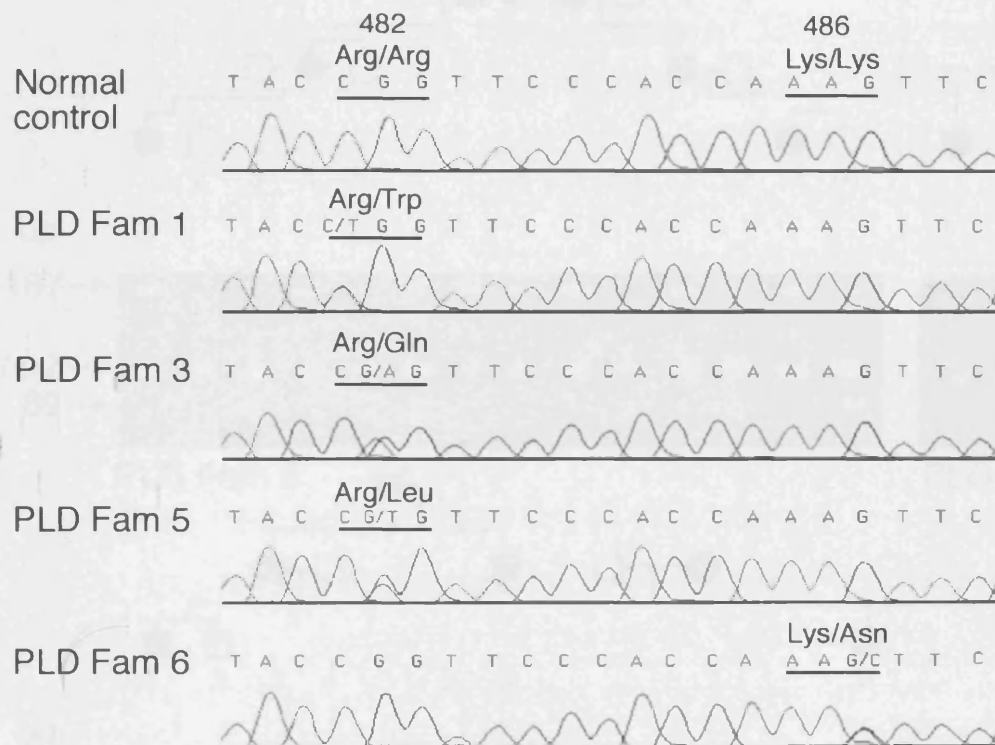 482 486
Arg/Arg Lys/Lys
Normal control
T A C C G G T T C C C A C C A A A G T T C
Arg/Trp
PLD Fam 1 T A C C/T G G T T C C C A C C A A A G T T C
Arg/Gln
PLD Fam 3 T A C C G/A G T T C C C A C C A A A G T T C
Arg/Leu
PLD Fam 5 T A C C G/T G T T C C C A C C A A A G T T C
Lys/Asn
PLD Fam 6 T A C C G G T T C C C A C C A A A G/C T T C